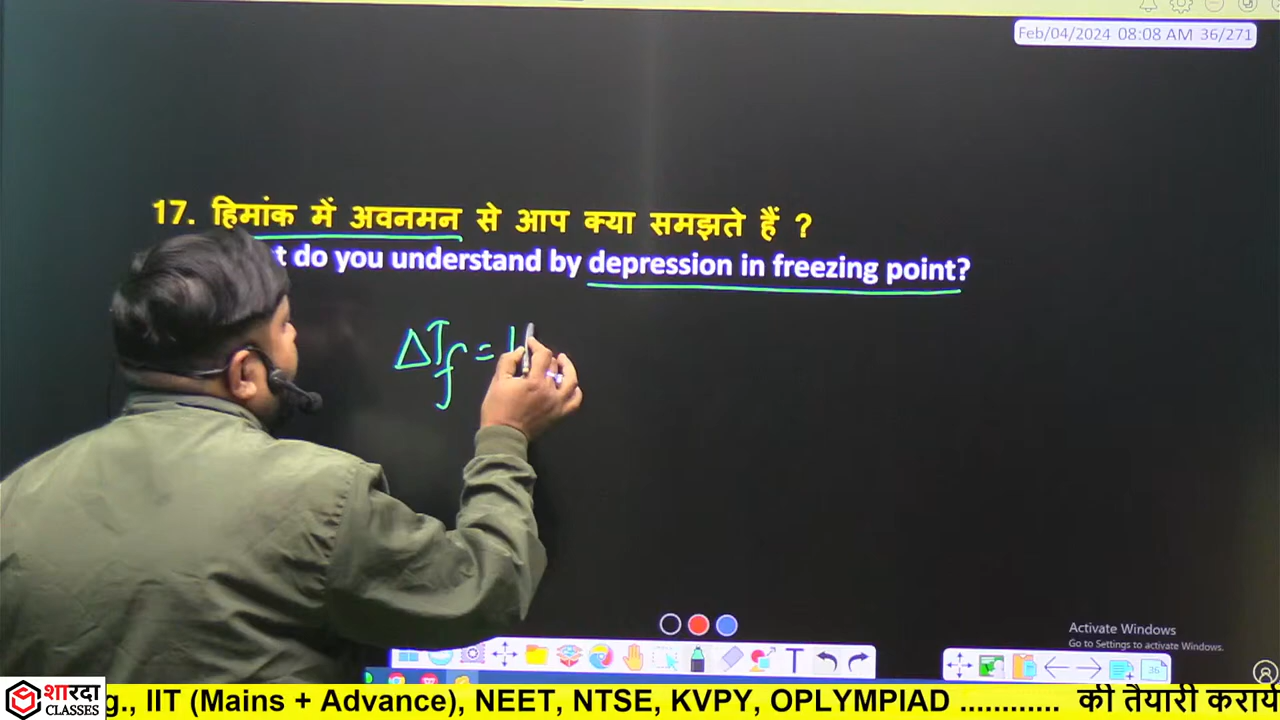 Feb/04/2024 08:08 AM 36/271
17. हिमांक में अवनमन से आप क्या समझते हैं ?
do you understand by depression in freezing point?
ΔTf =
Activate Windows
Go to Settings to activate Windows.
T
36
शारदा
CLASSES
g., IIT (Mains + Advance), NEET, NTSE, KVPY, OPLYMPIAD ............ की तैयारी